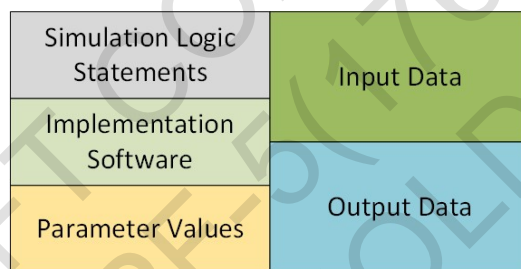 Simulation Logic
Statements
Implementation
Software
Parameter Values
Input Data
Output Data